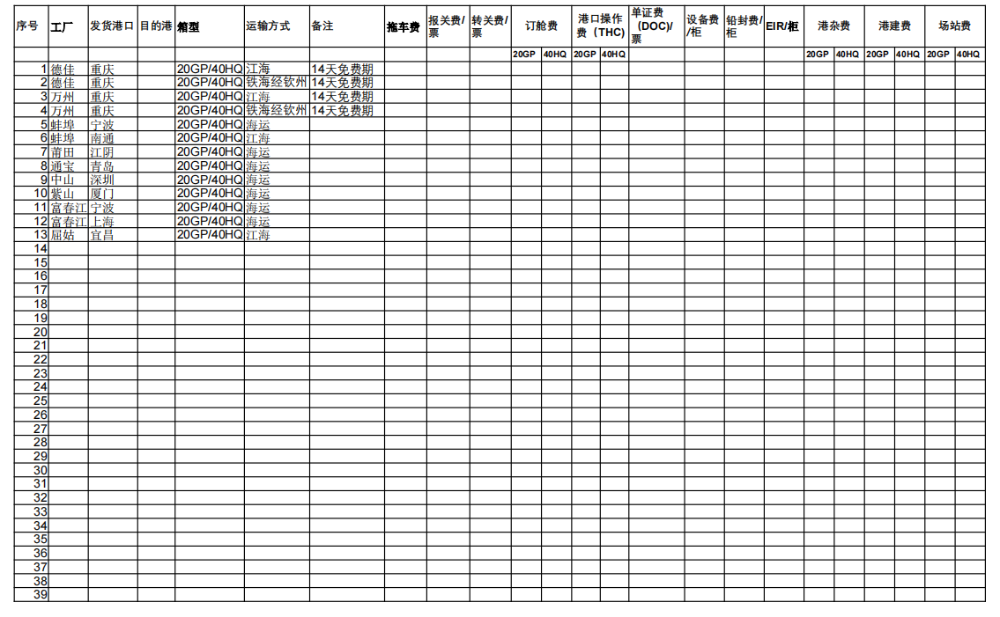 序号 工厂 发货港口 目的港 箱型 运输方式 备注 拖车费 报关费/票 转关费/票 订舱费 港口操作费（THC) 单证费（DOC)/票 设备费/柜 铅封费/柜 EIR/柜 港杂费 港建费 场站费
20GP 40HQ 20GP 40HQ 20GP 40HQ 20GP 40HQ 20GP 40HQ
1 德佳 重庆 20GP/40HQ 江海 14天免费期
2 德佳 重庆 20GP/40HQ 铁海经钦州 14天免费期
3 万州 重庆 20GP/40HQ 江海 14天免费期
4 万州 重庆 20GP/40HQ 铁海经钦州 14天免费期
5 蚌埠 宁波 20GP/40HQ 海运
6 蚌埠 南通 20GP/40HQ 江海
7 莆田 江阴 20GP/40HQ 海运
8 通宝 青岛 20GP/40HQ 海运
9 中山 深圳 20GP/40HQ 海运
10 紫山 厦门 20GP/40HQ 海运
11 富春江 宁波 20GP/40HQ 海运
12 富春江 上海 20GP/40HQ 海运
13 屈姑 宜昌 20GP/40HQ 江海
14
15
16
17
18
19
20
21
22
23
24
25
26
27
28
29
30
31
32
33
34
35
36
37
38
39